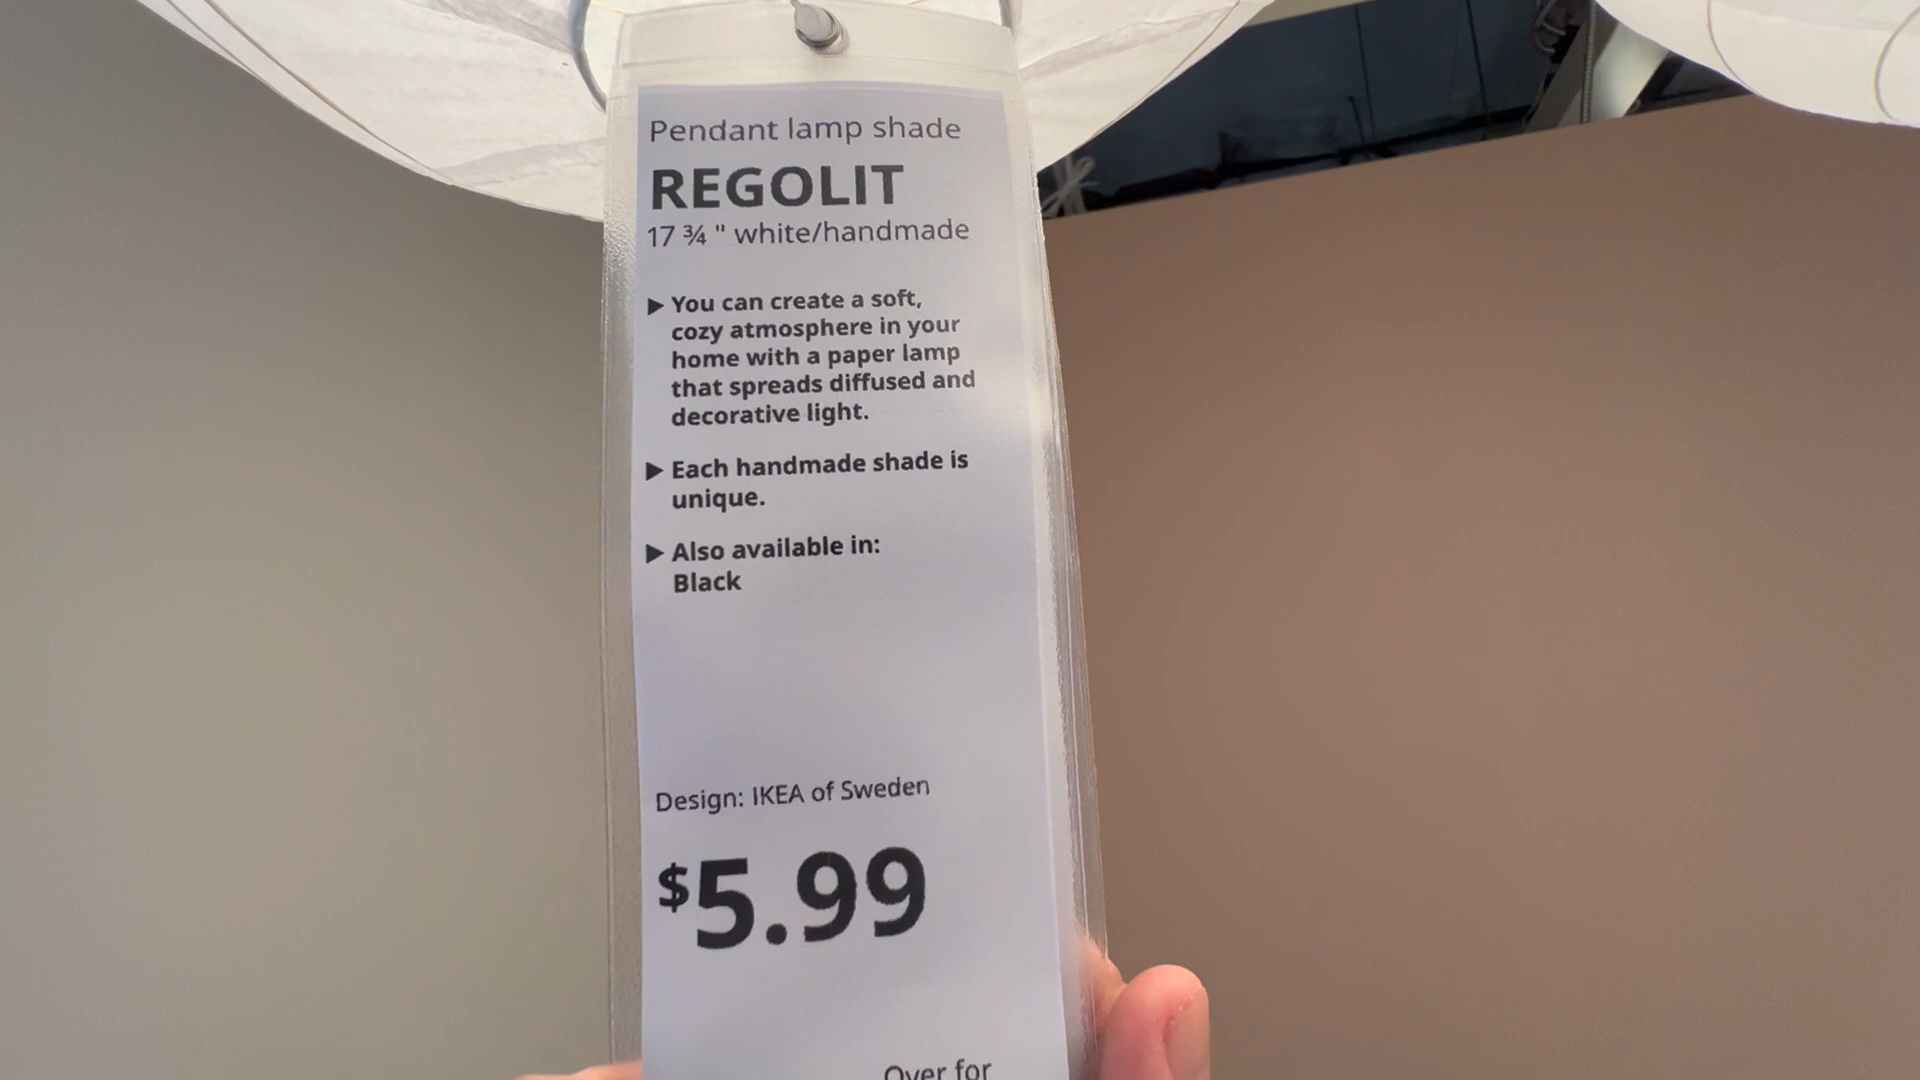 Pendant lamp shade
REGOLIT
17 ¾ " white/handmade
▶ You can create a soft,
cozy atmosphere in your
home with a paper lamp
that spreads diffused and
decorative light.
▶ Each handmade shade is
unique.
▶ Also available in:
Black
Design: IKEA of Sweden
$5.99
Over for